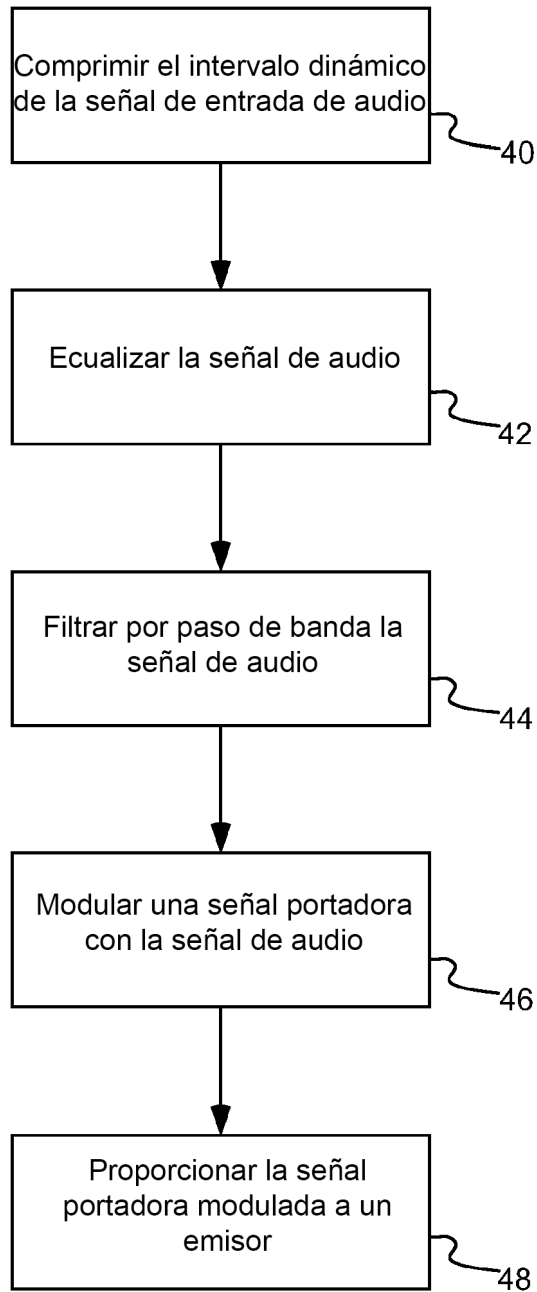 Comprimir el intervalo dinámico
de la señal de entrada de audio
40
Ecualizar la señal de audio
42
Filtrar por paso de banda la
señal de audio
44
Modular una señal portadora
con la señal de audio
46
Proporcionar la señal
portadora modulada a un
emisor
48